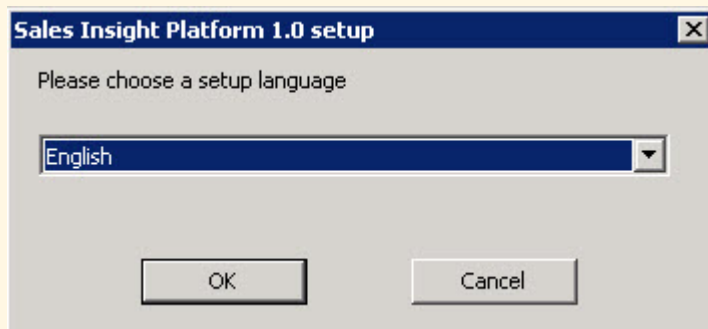 Sales Insight Platform 1.0 setup
Please choose a setup language
English
OK
Cancel